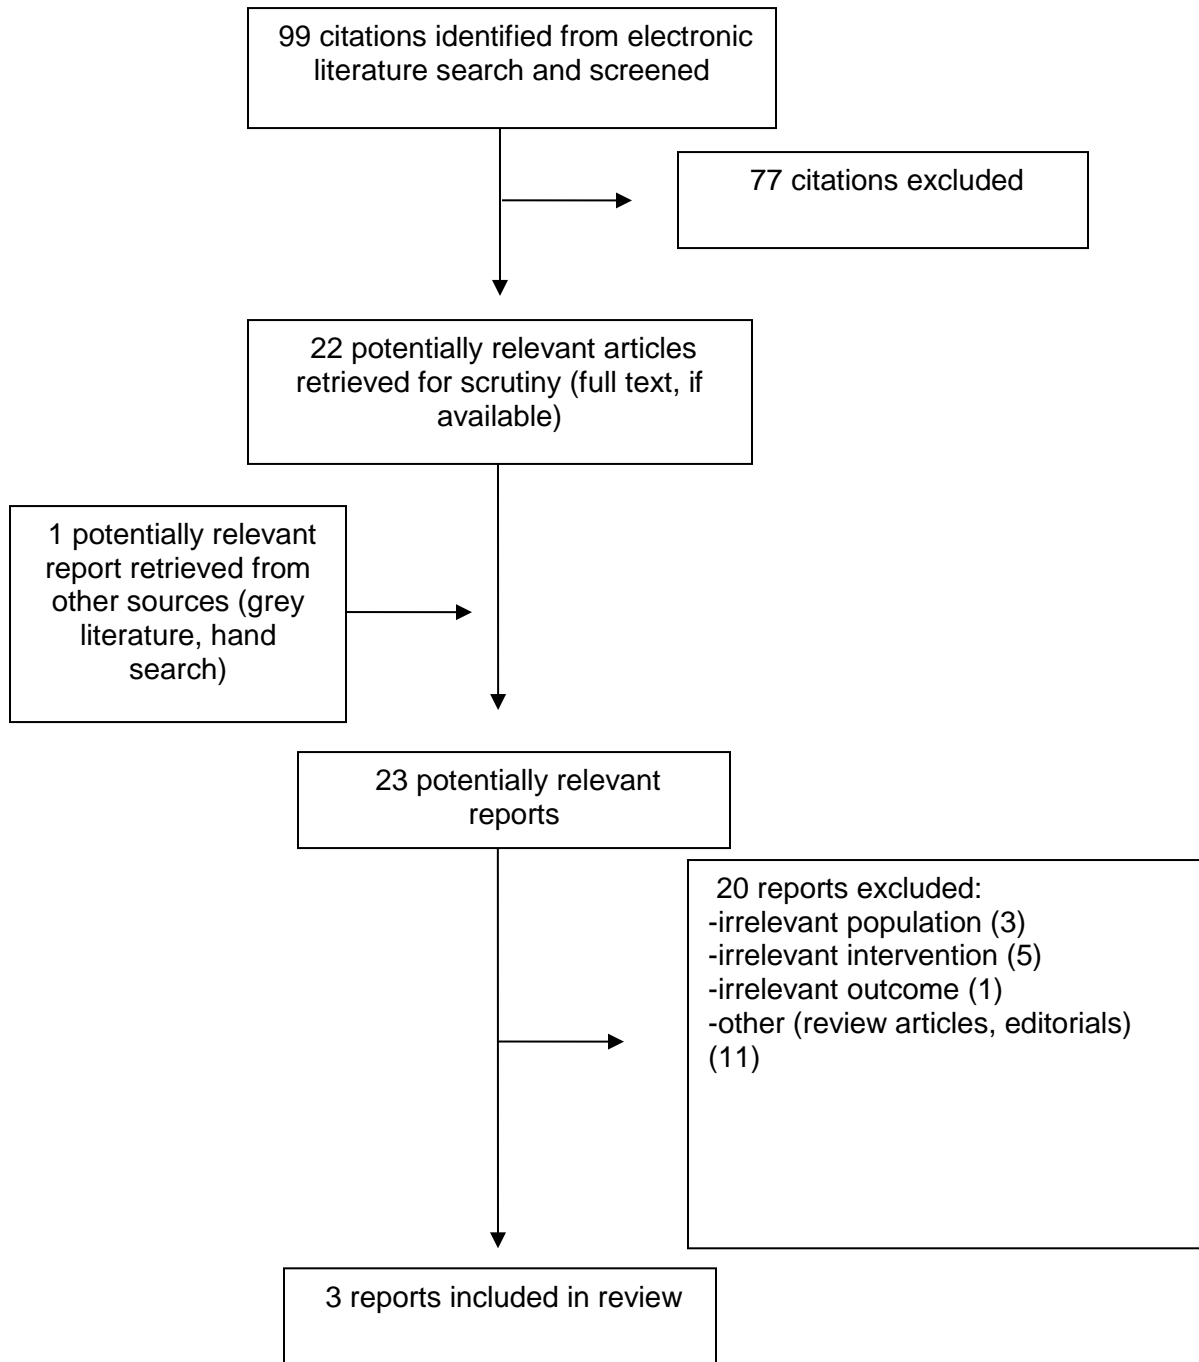 99 citations identified from electronic
literature search and screened
77 citations excluded
22 potentially relevant articles
retrieved for scrutiny (full text, if
available)
1 potentially relevant
report retrieved from
other sources (grey
literature, hand
search)
23 potentially relevant
reports
20 reports excluded:
-irrelevant population (3)
-irrelevant intervention (5)
-irrelevant outcome (1)
-other (review articles, editorials)
(11)
3 reports included in review